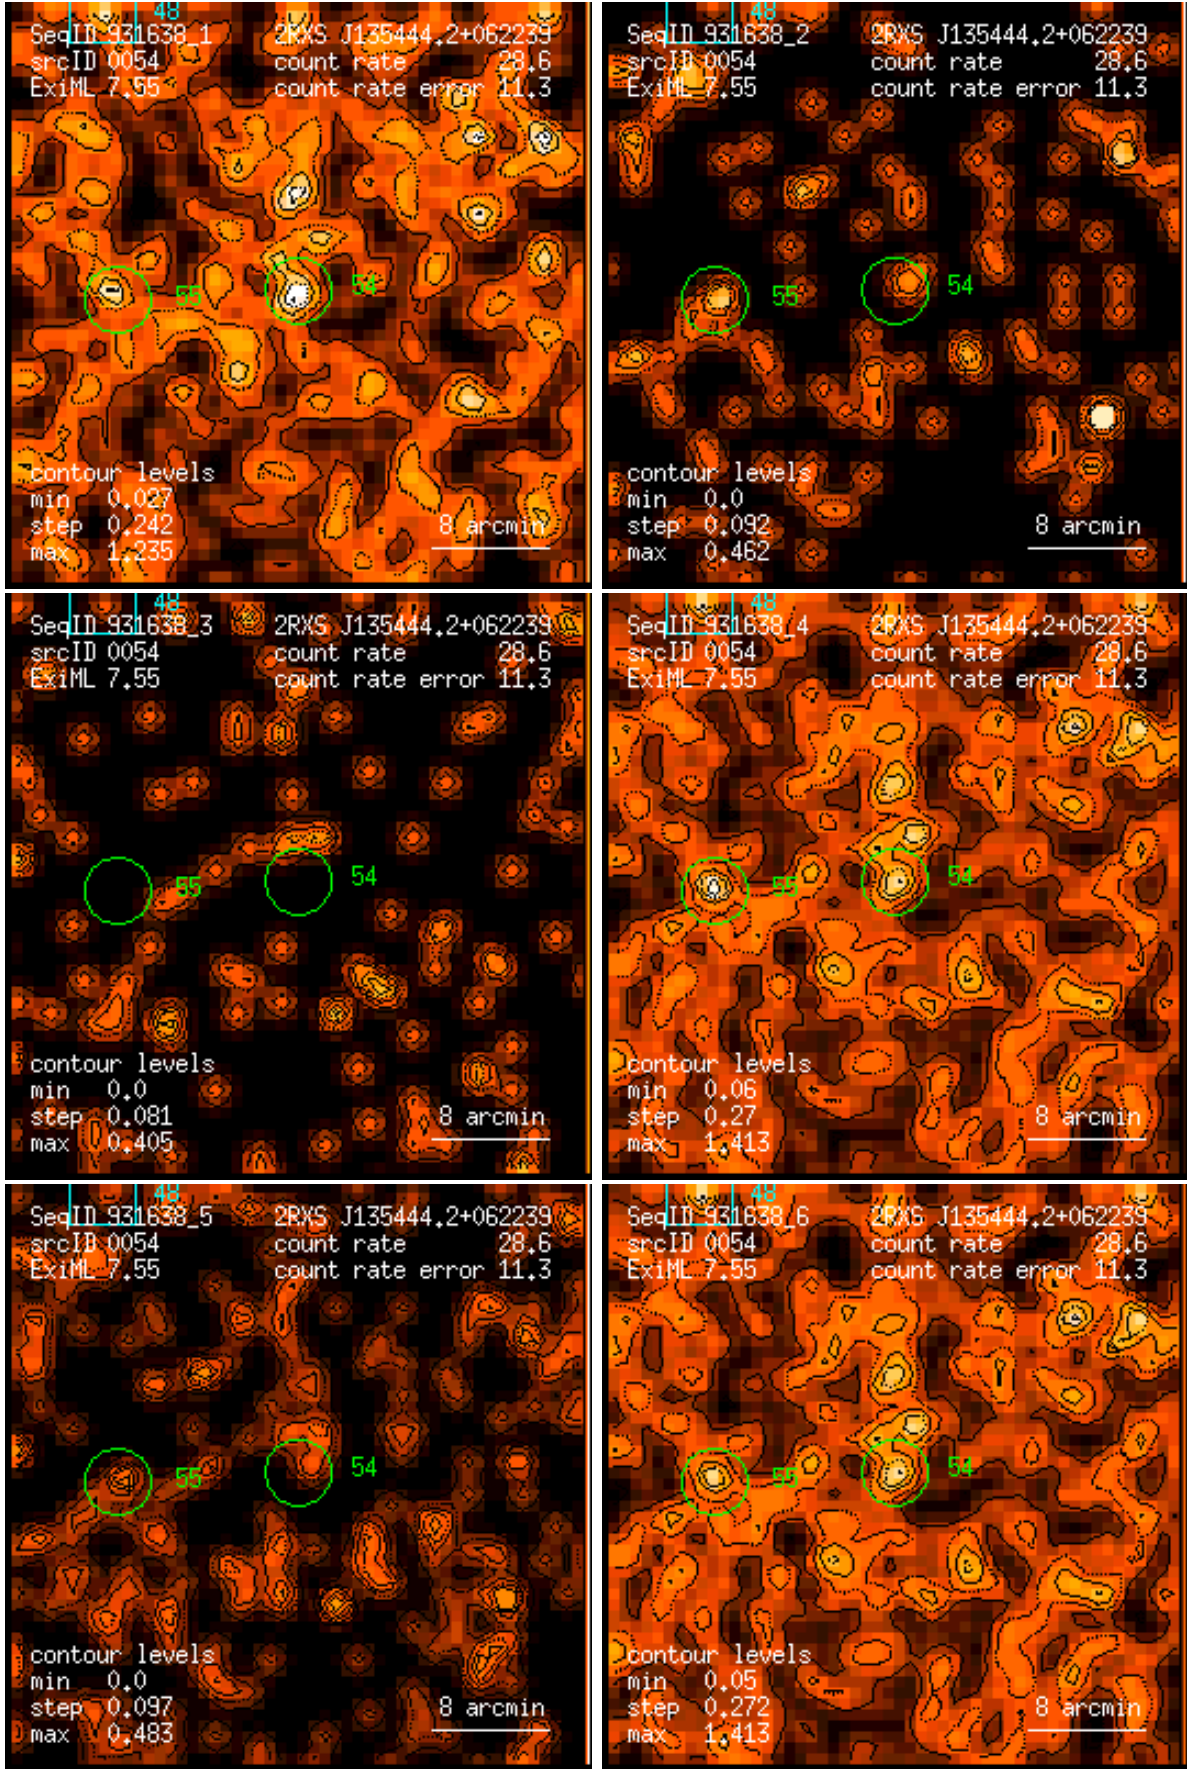 48
SeqID 931638_1 2RXS J135444.2+062239
srcID 0054 count rate 28.6
ExiML 7.55 count rate error 11.3
55 54
contour levels
min 0.027
step 0.242 8 arcmin
max 1.235
48
SeqID 931638_2 2RXS J135444.2+062239
srcID 0054 count rate 28.6
ExiML 7.55 count rate error 11.3
55 54
contour levels
min 0.0
step 0.092 8 arcmin
max 0.462
48
SeqID 931638_3 2RXS J135444.2+062239
srcID 0054 count rate 28.6
ExiML 7.55 count rate error 11.3
55 54
contour levels
min 0.0
step 0.081 8 arcmin
max 0.405
48
SeqID 931638_4 2RXS J135444.2+062239
srcID 0054 count rate 28.6
ExiML 7.55 count rate error 11.3
55 54
contour levels
min 0.06
step 0.27 8 arcmin
max 1.413
48
SeqID 931638_5 2RXS J135444.2+062239
srcID 0054 count rate 28.6
ExiML 7.55 count rate error 11.3
55 54
contour levels
min 0.0
step 0.097 8 arcmin
max 0.483
48
SeqID 931638_6 2RXS J135444.2+062239
srcID 0054 count rate 28.6
ExiML 7.55 count rate error 11.3
55 54
contour levels
min 0.05
step 0.272 8 arcmin
max 1.413